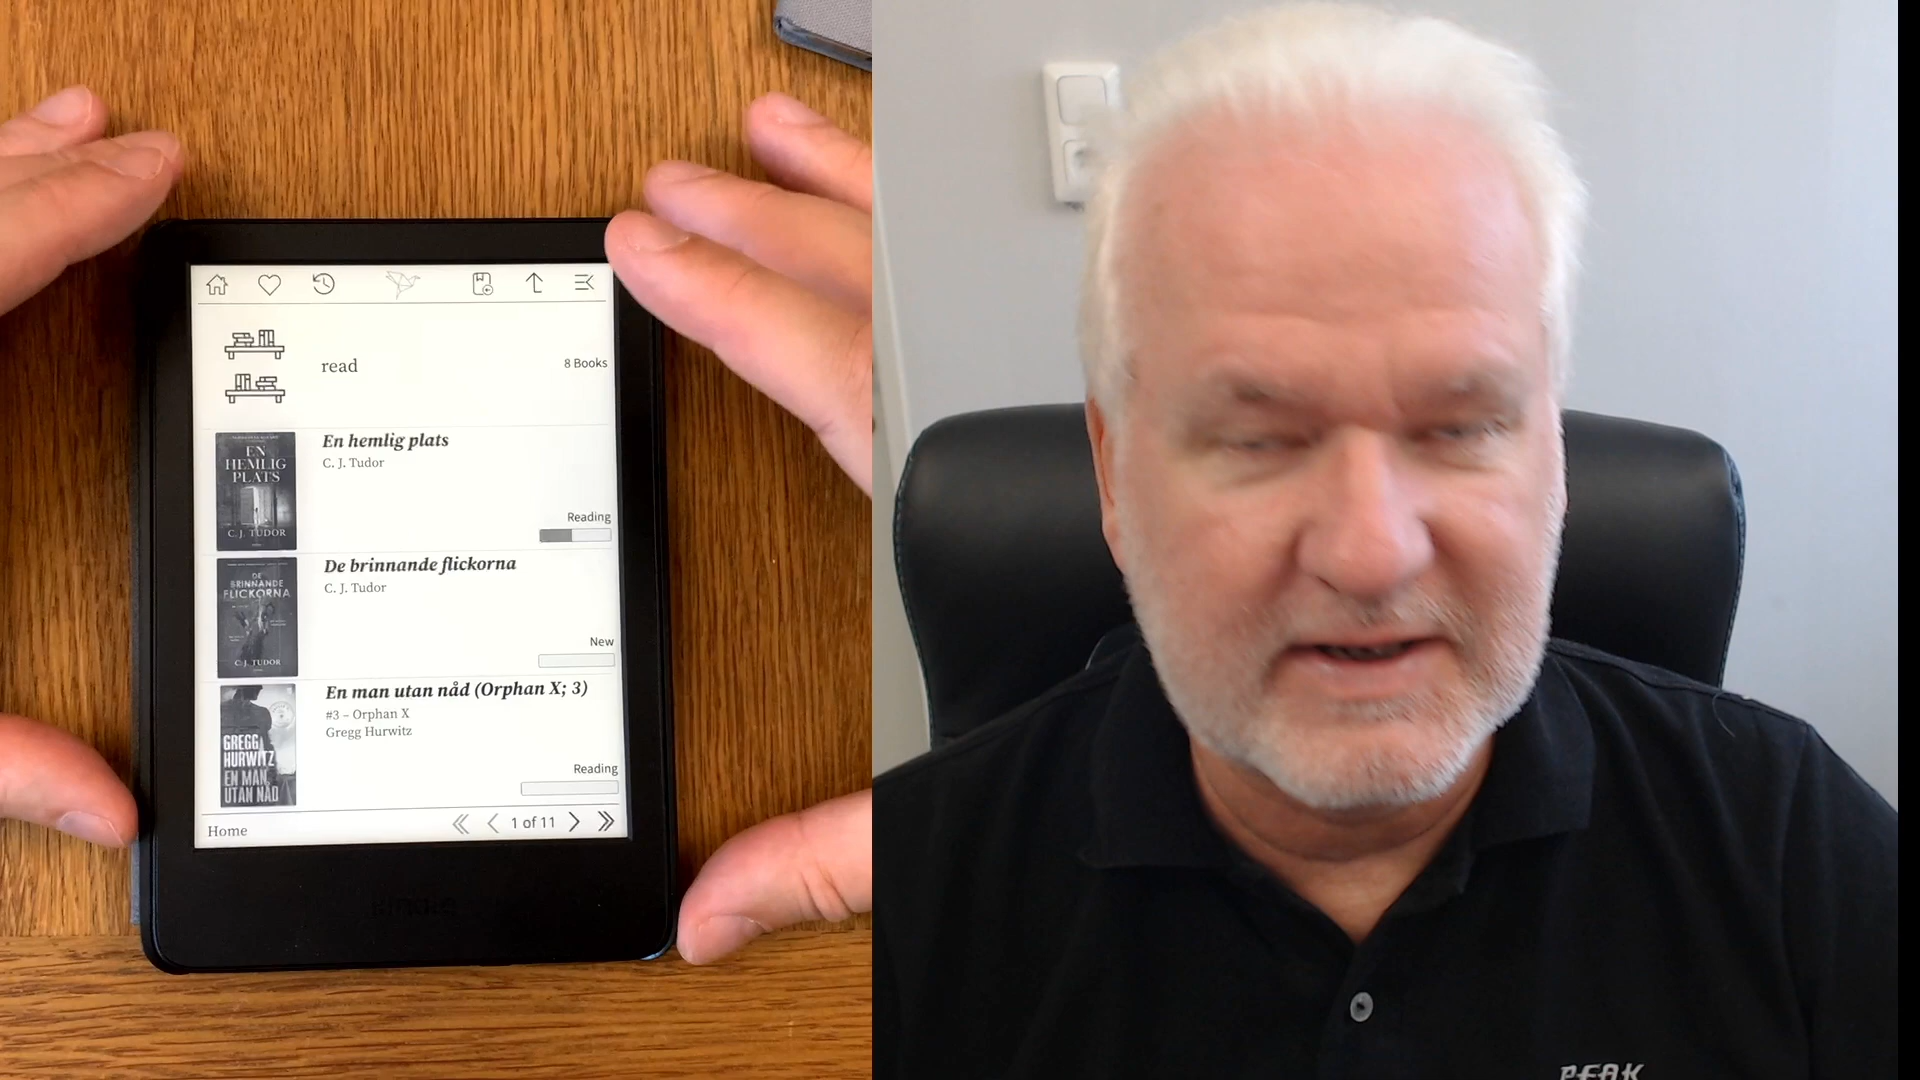 read
8 Books
EN
HEMLIG
PLATS
C. J. TUDOR
En hemlig plats
C. J. Tudor
Reading
DE
BRINNANDE
FLICKORNA
C. J. TUDOR
De brinnande flickorna
C. J. Tudor
New
GREGG
HURWITZ
EN MAN
UTAN NÅD
En man utan nåd (Orphan X; 3)
#3 – Orphan X
Gregg Hurwitz
Reading
Home
1 of 11
kindle
PEAK